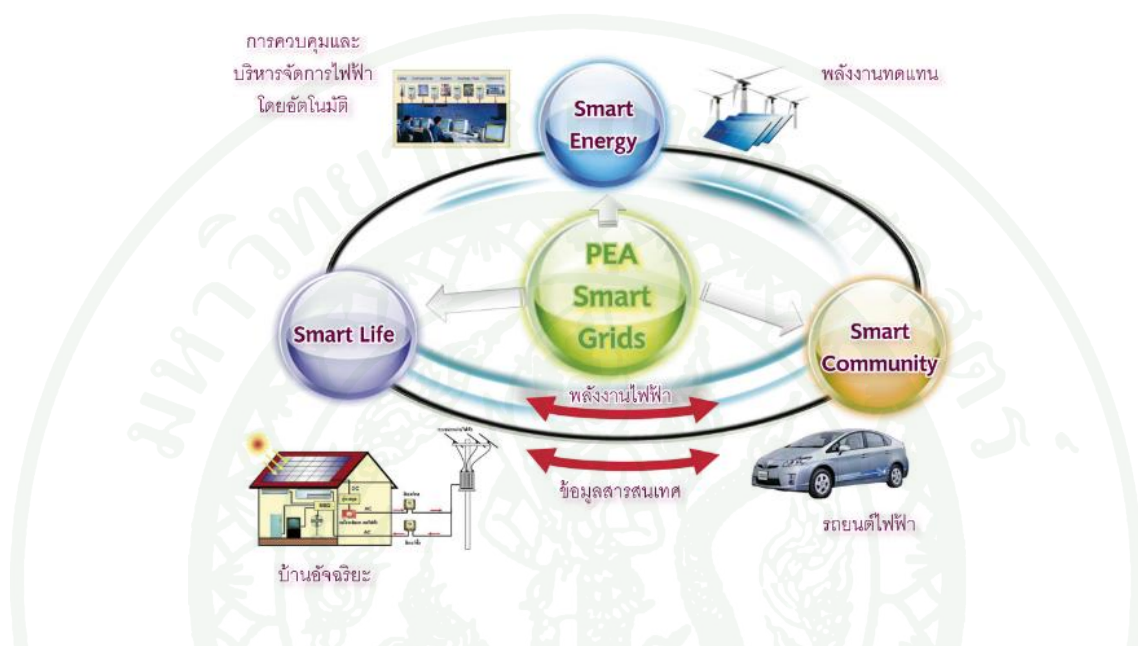 การควบคุมและ
บริหารจัดการไฟฟ้า
โดยอัตโนมัติ
พลังงานทดแทน
Smart
Energy
PEA
Smart
Grids
Smart Life
Smart
Community
พลังงานไฟฟ้า
ข้อมูลสารสนเทศ
DC
AC
AC
รถยนต์ไฟฟ้า
บ้านอัจฉริยะ